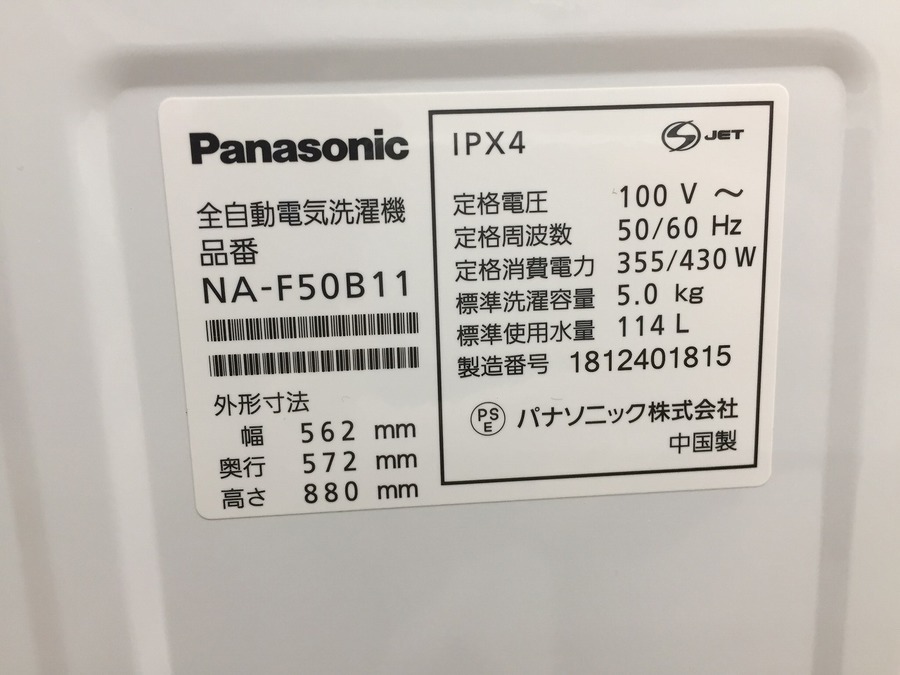 Panasonic
全自動電気洗濯機
品番
NA-F50B11
外形寸法
幅 562 mm
奥行 572 mm
高さ 880 mm
IPX4
S JET
定格電圧 100 V ～
定格周波数 50/60 Hz
定格消費電力 355/430 W
標準洗濯容量 5.0 kg
標準使用水量 114 L
製造番号 1812401815
PS
E
パナソニック株式会社
中国製